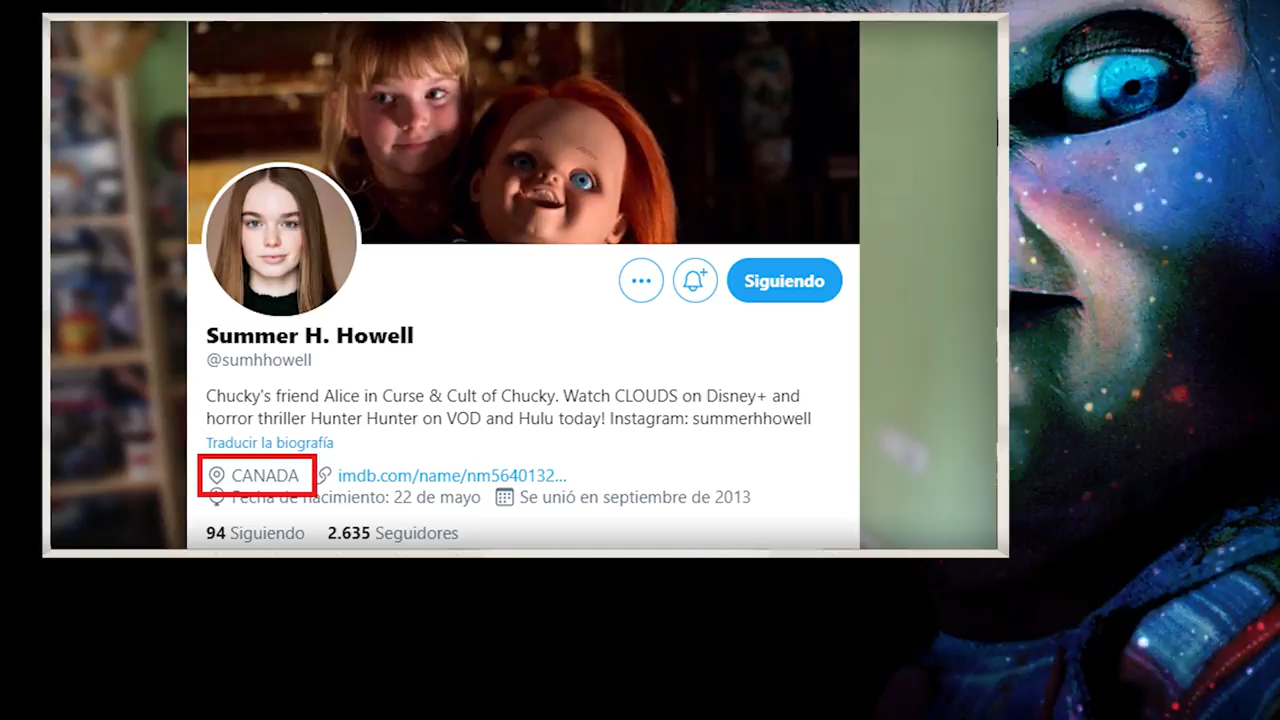 Siguiendo
Summer H. Howell
@sumhhowell
Chucky's friend Alice in Curse & Cult of Chucky. Watch CLOUDS on Disney+ and
horror thriller Hunter Hunter on VOD and Hulu today! Instagram: summerhhowell
Traducir la biografía
CANADA imdb.com/name/nm5640132...
Fecha de nacimiento: 22 de mayo Se unió en septiembre de 2013
94 Siguiendo 2.635 Seguidores